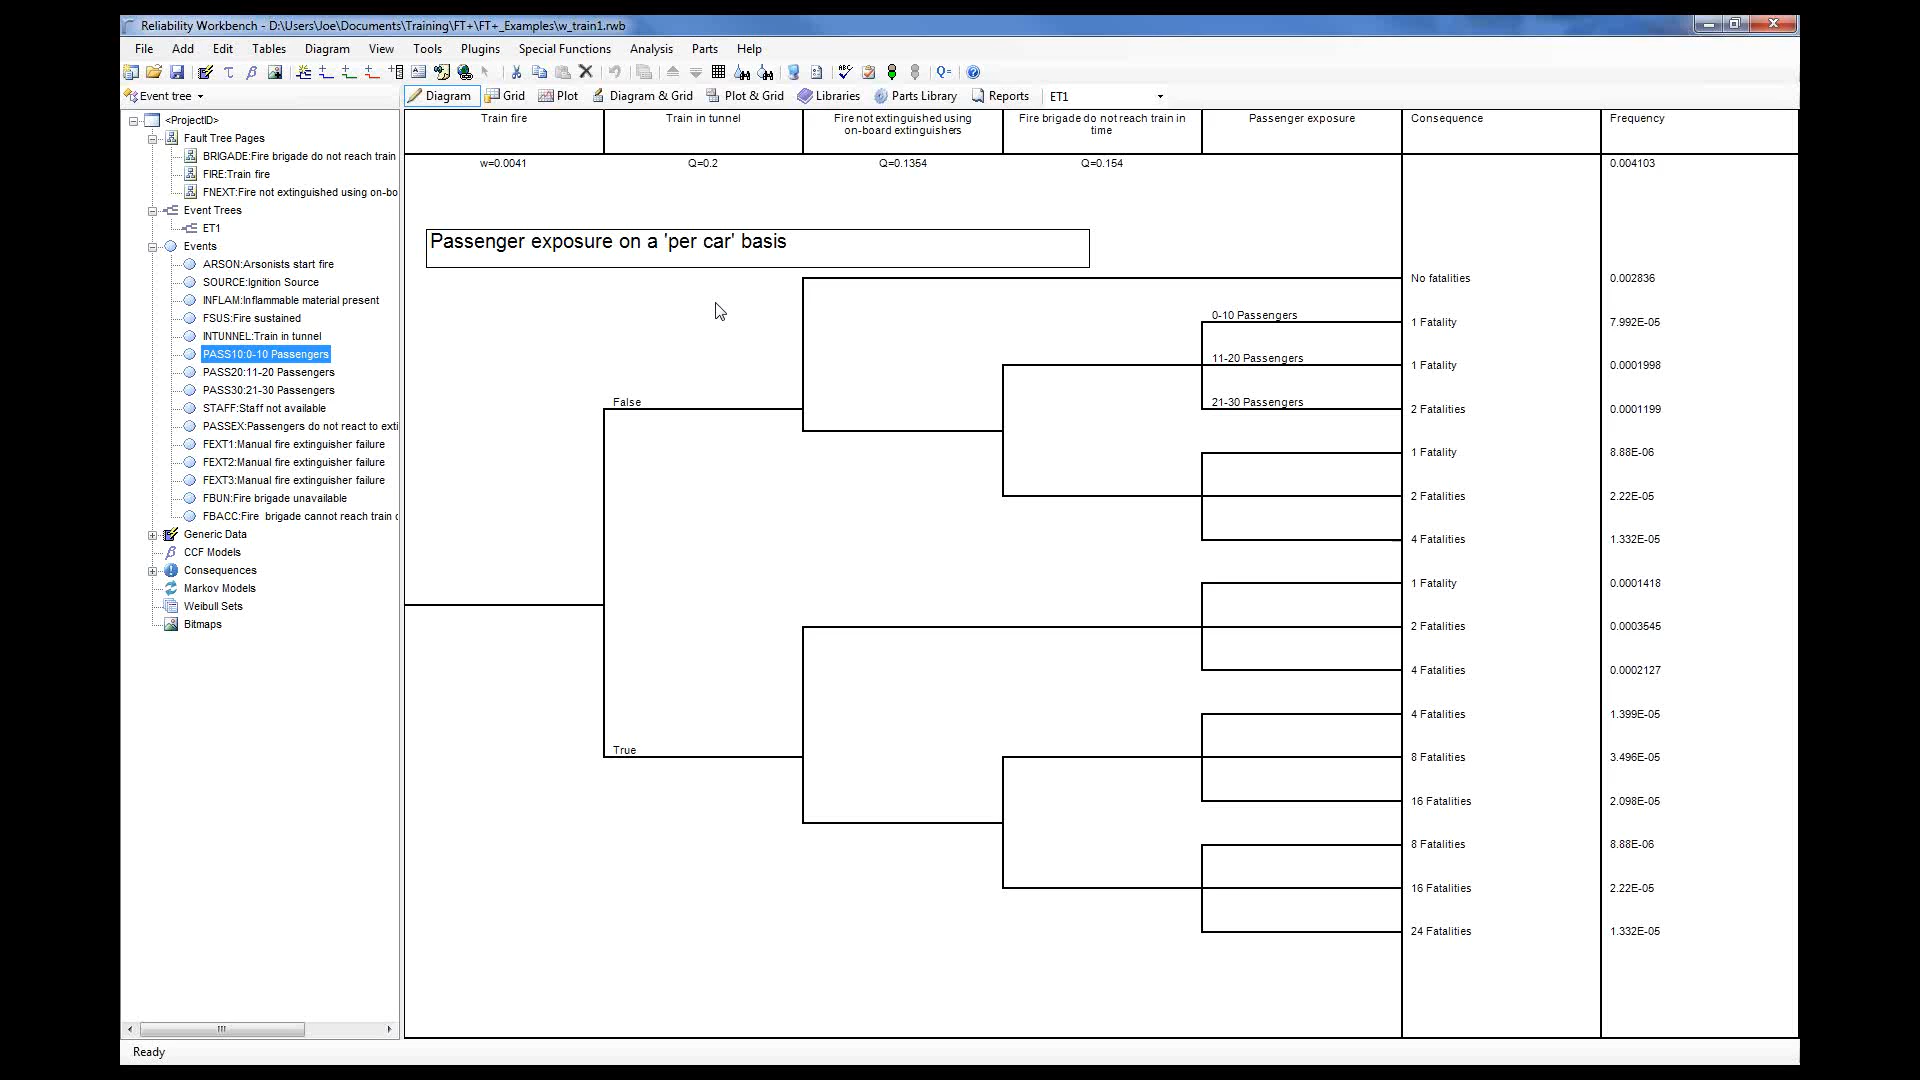 Reliability Workbench - D:\Users\Joe\Documents\Training\FT+\FT+_Examples\w_train1.rwb
File Add Edit Tables Diagram View Tools Plugins Special Functions Analysis Parts Help
Event tree
Diagram Grid Plot Diagram & Grid Plot & Grid Libraries Parts Library Reports ET1
<ProjectID>
Fault Tree Pages
BRIGADE:Fire brigade do not reach train
FIRE:Train fire
FNEXT:Fire not extinguished using on-bo
Event Trees
ET1
Events
ARSON:Arsonists start fire
SOURCE:Ignition Source
INFLAM:Inflammable material present
FSUS:Fire sustained
INTUNNEL:Train in tunnel
PASS10:0-10 Passengers
PASS20:11-20 Passengers
PASS30:21-30 Passengers
STAFF:Staff not available
PASSEX:Passengers do not react to exti
FEXT1:Manual fire extinguisher failure
FEXT2:Manual fire extinguisher failure
FEXT3:Manual fire extinguisher failure
FBUN:Fire brigade unavailable
FBACC:Fire brigade cannot reach train
Generic Data
CCF Models
Consequences
Markov Models
Weibull Sets
Bitmaps
Train fire
Train in tunnel
Fire not extinguished using
on-board extinguishers
Fire brigade do not reach train in
time
Passenger exposure
Consequence
Frequency
w=0.0041 Q=0.2 Q=0.1354 Q=0.154 0.004103
Passenger exposure on a 'per car' basis
No fatalities 0.002836
0-10 Passengers
1 Fatality 7.992E-05
11-20 Passengers
1 Fatality 0.0001998
False
21-30 Passengers
2 Fatalities 0.0001199
1 Fatality 8.88E-06
2 Fatalities 2.22E-05
4 Fatalities 1.332E-05
1 Fatality 0.0001418
2 Fatalities 0.0003545
4 Fatalities 0.0002127
4 Fatalities 1.399E-05
True
8 Fatalities 3.496E-05
16 Fatalities 2.098E-05
8 Fatalities 8.88E-06
16 Fatalities 2.22E-05
24 Fatalities 1.332E-05
Ready